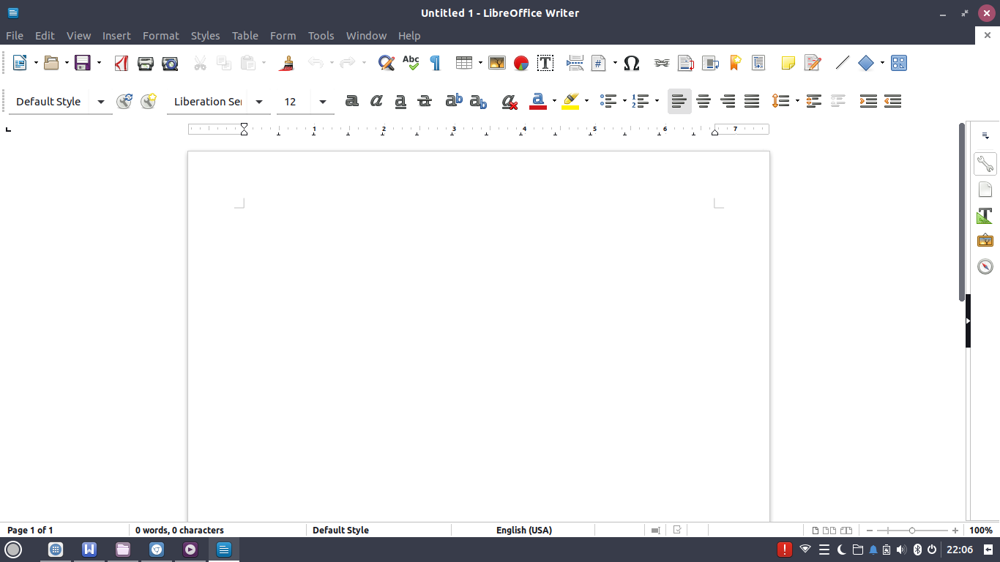 Untitled 1 - LibreOffice Writer
File Edit View Insert Format Styles Table Form Tools Window Help
Abc
Default Style Liberation Ser 12
1 2 3 4 5 6 7
Page 1 of 1 0 words, 0 characters Default Style English (USA) 100%
22:06